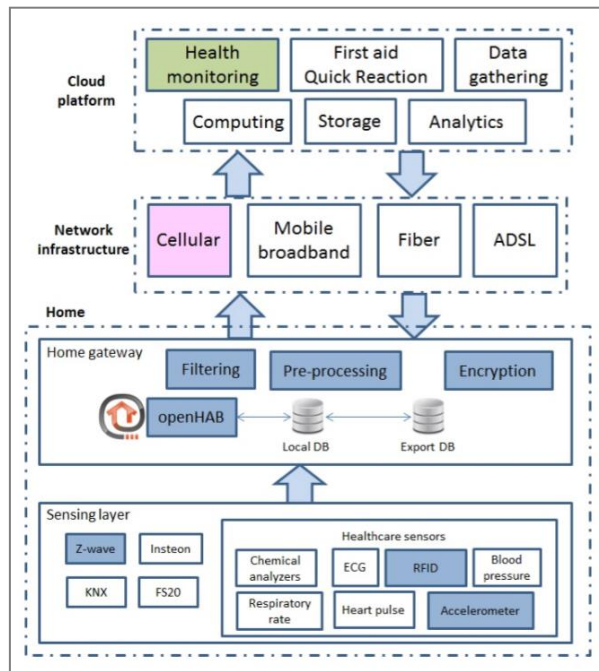 Cloud
platform
Health
monitoring
First aid
Quick Reaction
Data
gathering
Computing
Storage
Analytics
Network
infrastructure
Cellular
Mobile
broadband
Fiber
ADSL
Home
Home gateway
Filtering
Pre-processing
Encryption
openHAB
Local DB
Export DB
Sensing layer
Z-wave
Insteon
KNX
FS20
Healthcare sensors
Chemical
analyzers
ECG
RFID
Blood
pressure
Respiratory
rate
Heart pulse
Accelerometer